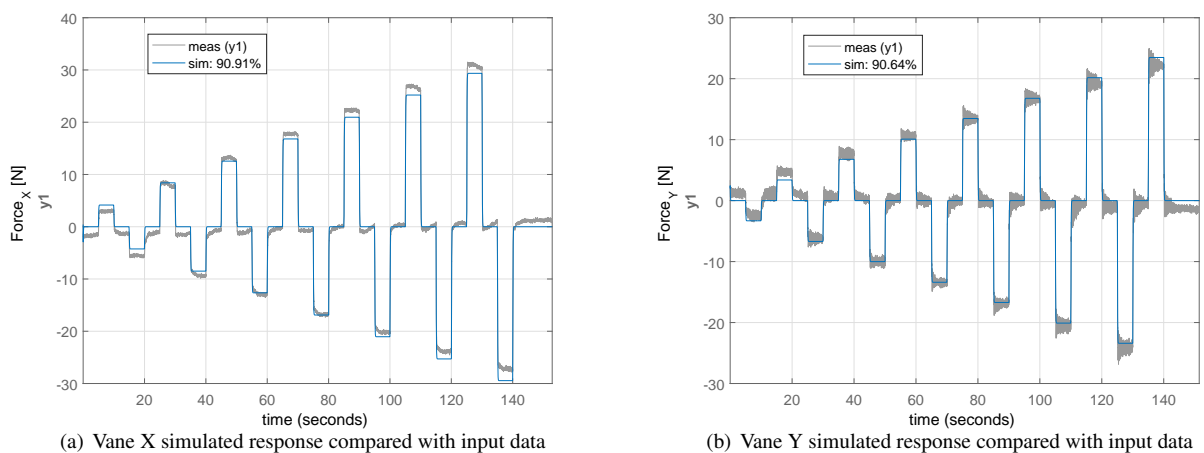 40
30
20
10
0
-10
-20
-30
Force_X [N]
y1
meas (y1)
sim: 90.91%
20 40 60 80 100 120 140
time (seconds)
(a) Vane X simulated response compared with input data
30
20
10
0
-10
-20
-30
Force_Y [N]
y1
meas (y1)
sim: 90.64%
20 40 60 80 100 120 140
time (seconds)
(b) Vane Y simulated response compared with input data